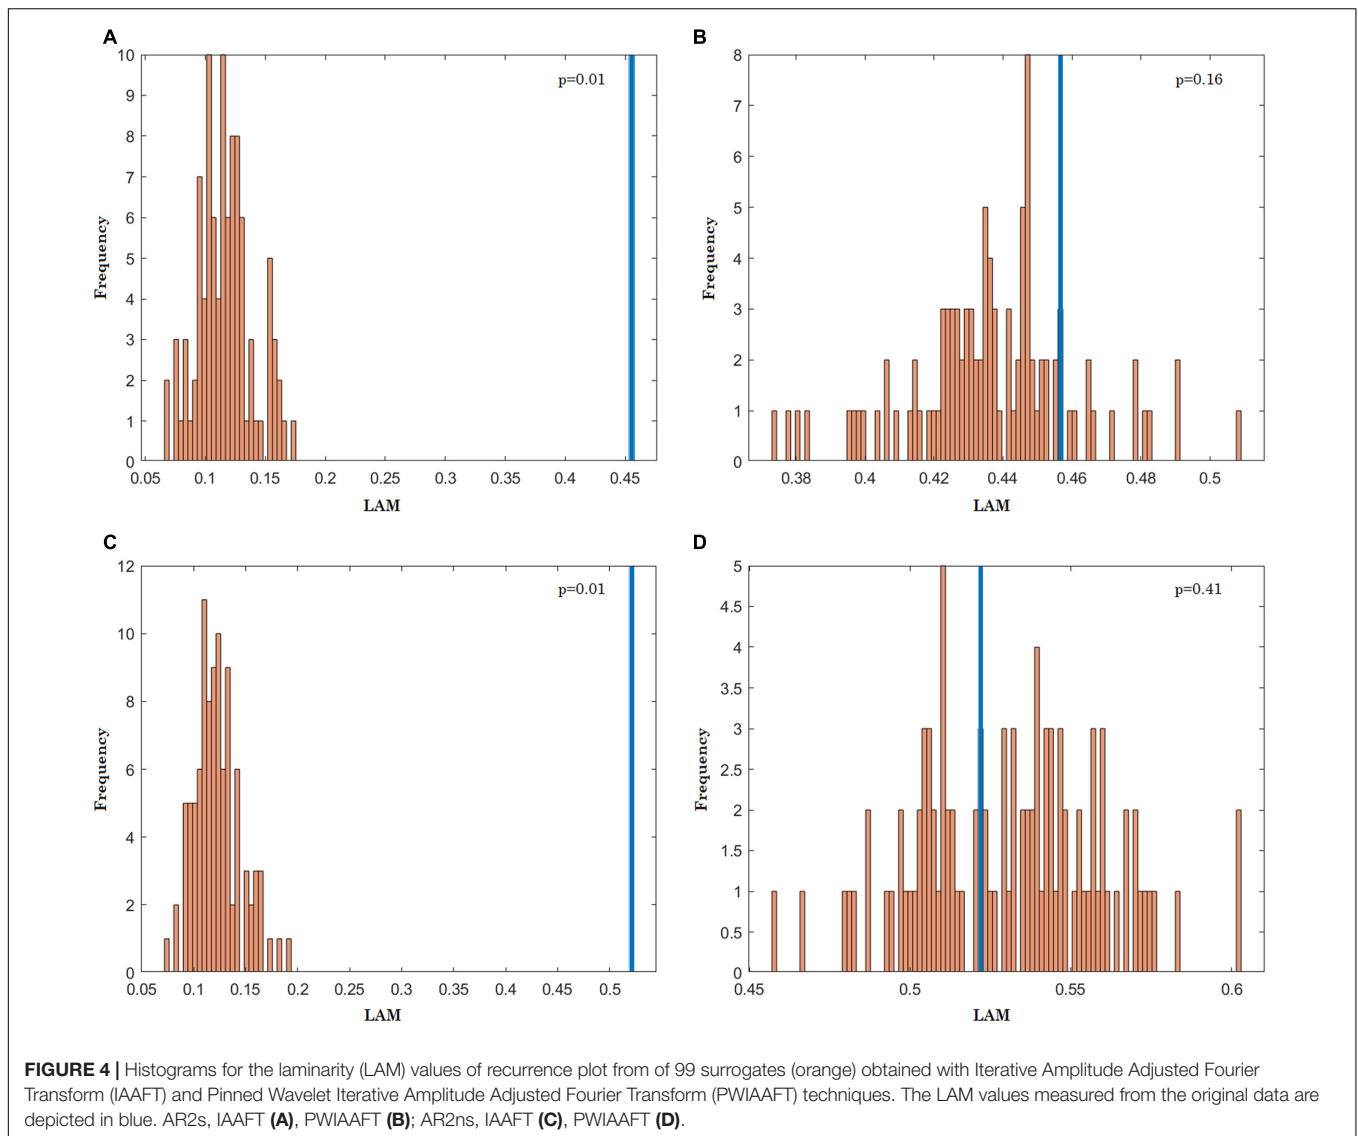 A
10
9
8
7
6
5
4
3
2
1
0
Frequency
p=0.01
0.05 0.1 0.15 0.2 0.25 0.3 0.35 0.4 0.45
LAM
B
8
7
6
5
4
3
2
1
0
Frequency
p=0.16
0.38 0.4 0.42 0.44 0.46 0.48 0.5
LAM
C
12
10
8
6
4
2
0
Frequency
p=0.01
0.05 0.1 0.15 0.2 0.25 0.3 0.35 0.4 0.45 0.5
LAM
D
5
4.5
4
3.5
3
2.5
2
1.5
1
0.5
0
Frequency
p=0.41
0.45 0.5 0.55 0.6
LAM
FIGURE 4 | Histograms for the laminarity (LAM) values of recurrence plot from of 99 surrogates (orange) obtained with Iterative Amplitude Adjusted Fourier
Transform (IAAFT) and Pinned Wavelet Iterative Amplitude Adjusted Fourier Transform (PWIAAFT) techniques. The LAM values measured from the original data are
depicted in blue. AR2s, IAAFT (A), PWIAAFT (B); AR2ns, IAAFT (C), PWIAAFT (D).